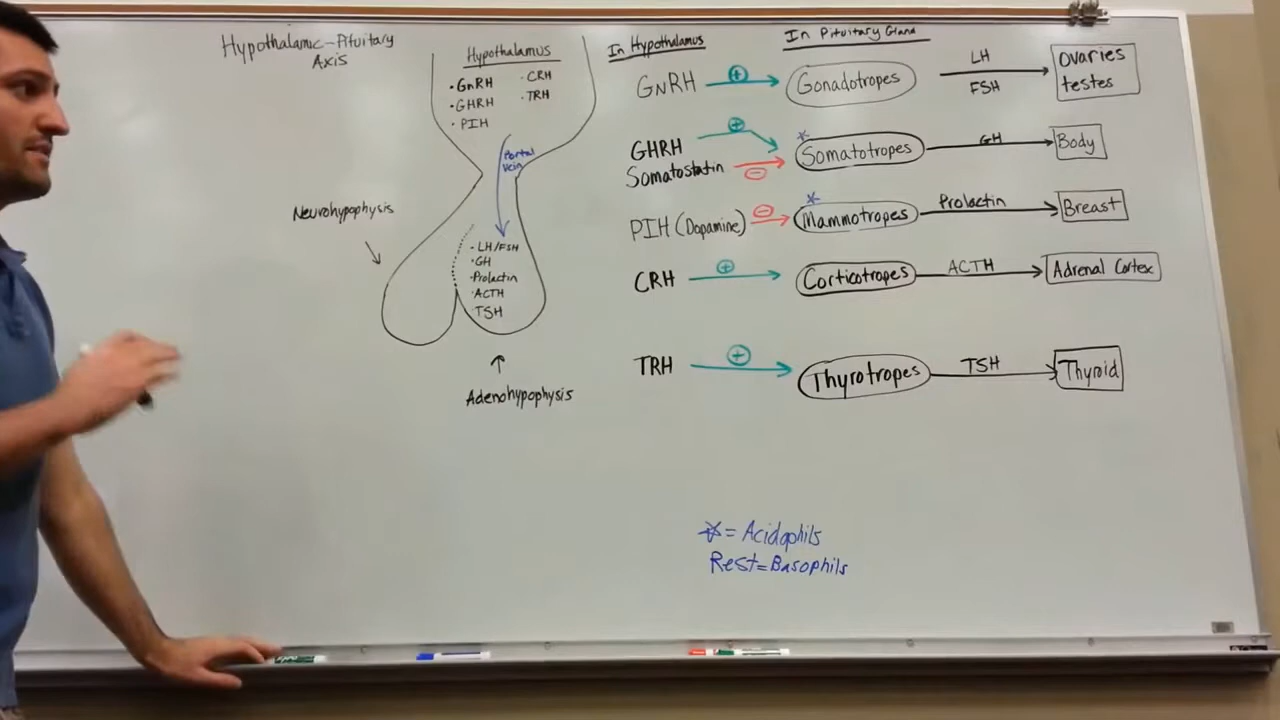 Hypothalamic-Pituitary
Axis
Hypothalamus
• GnRH
• CRH
• GHRH
• TRH
• PIH
Portal
Vein
Neurohypophysis
• LH/FSH
• GH
• Prolactin
• ACTH
• TSH
Adenohypophysis
In Hypothalamus
In Pituitary Gland
GnRH + Gonadotropes LH
FSH
Ovaries
testes
GHRH +
Somatostatin −
* Somatotropes GH Body
PIH (Dopamine) − * Mammotropes Prolactin Breast
CRH + Corticotropes ACTH Adrenal Cortex
TRH + Thyrotropes TSH Thyroid
* = Acidophils
Rest = Basophils